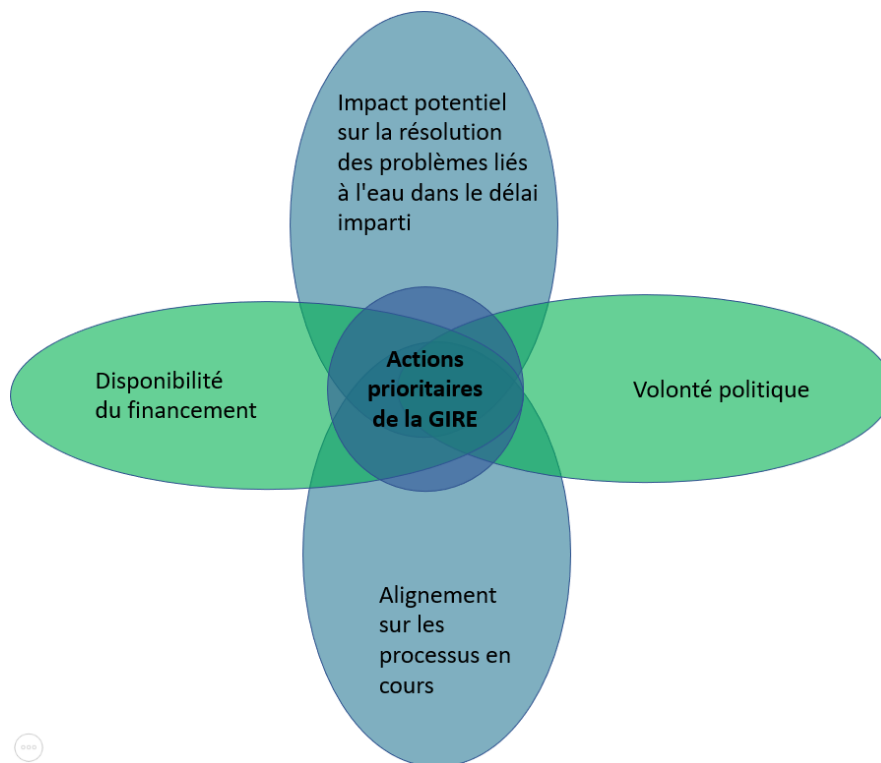 Impact potentiel
sur la résolution
des problèmes liés
à l'eau dans le délai
imparti
Disponibilité
du financement
Actions
prioritaires
de la GIRE
Volonté politique
Alignement
sur les
processus en
cours